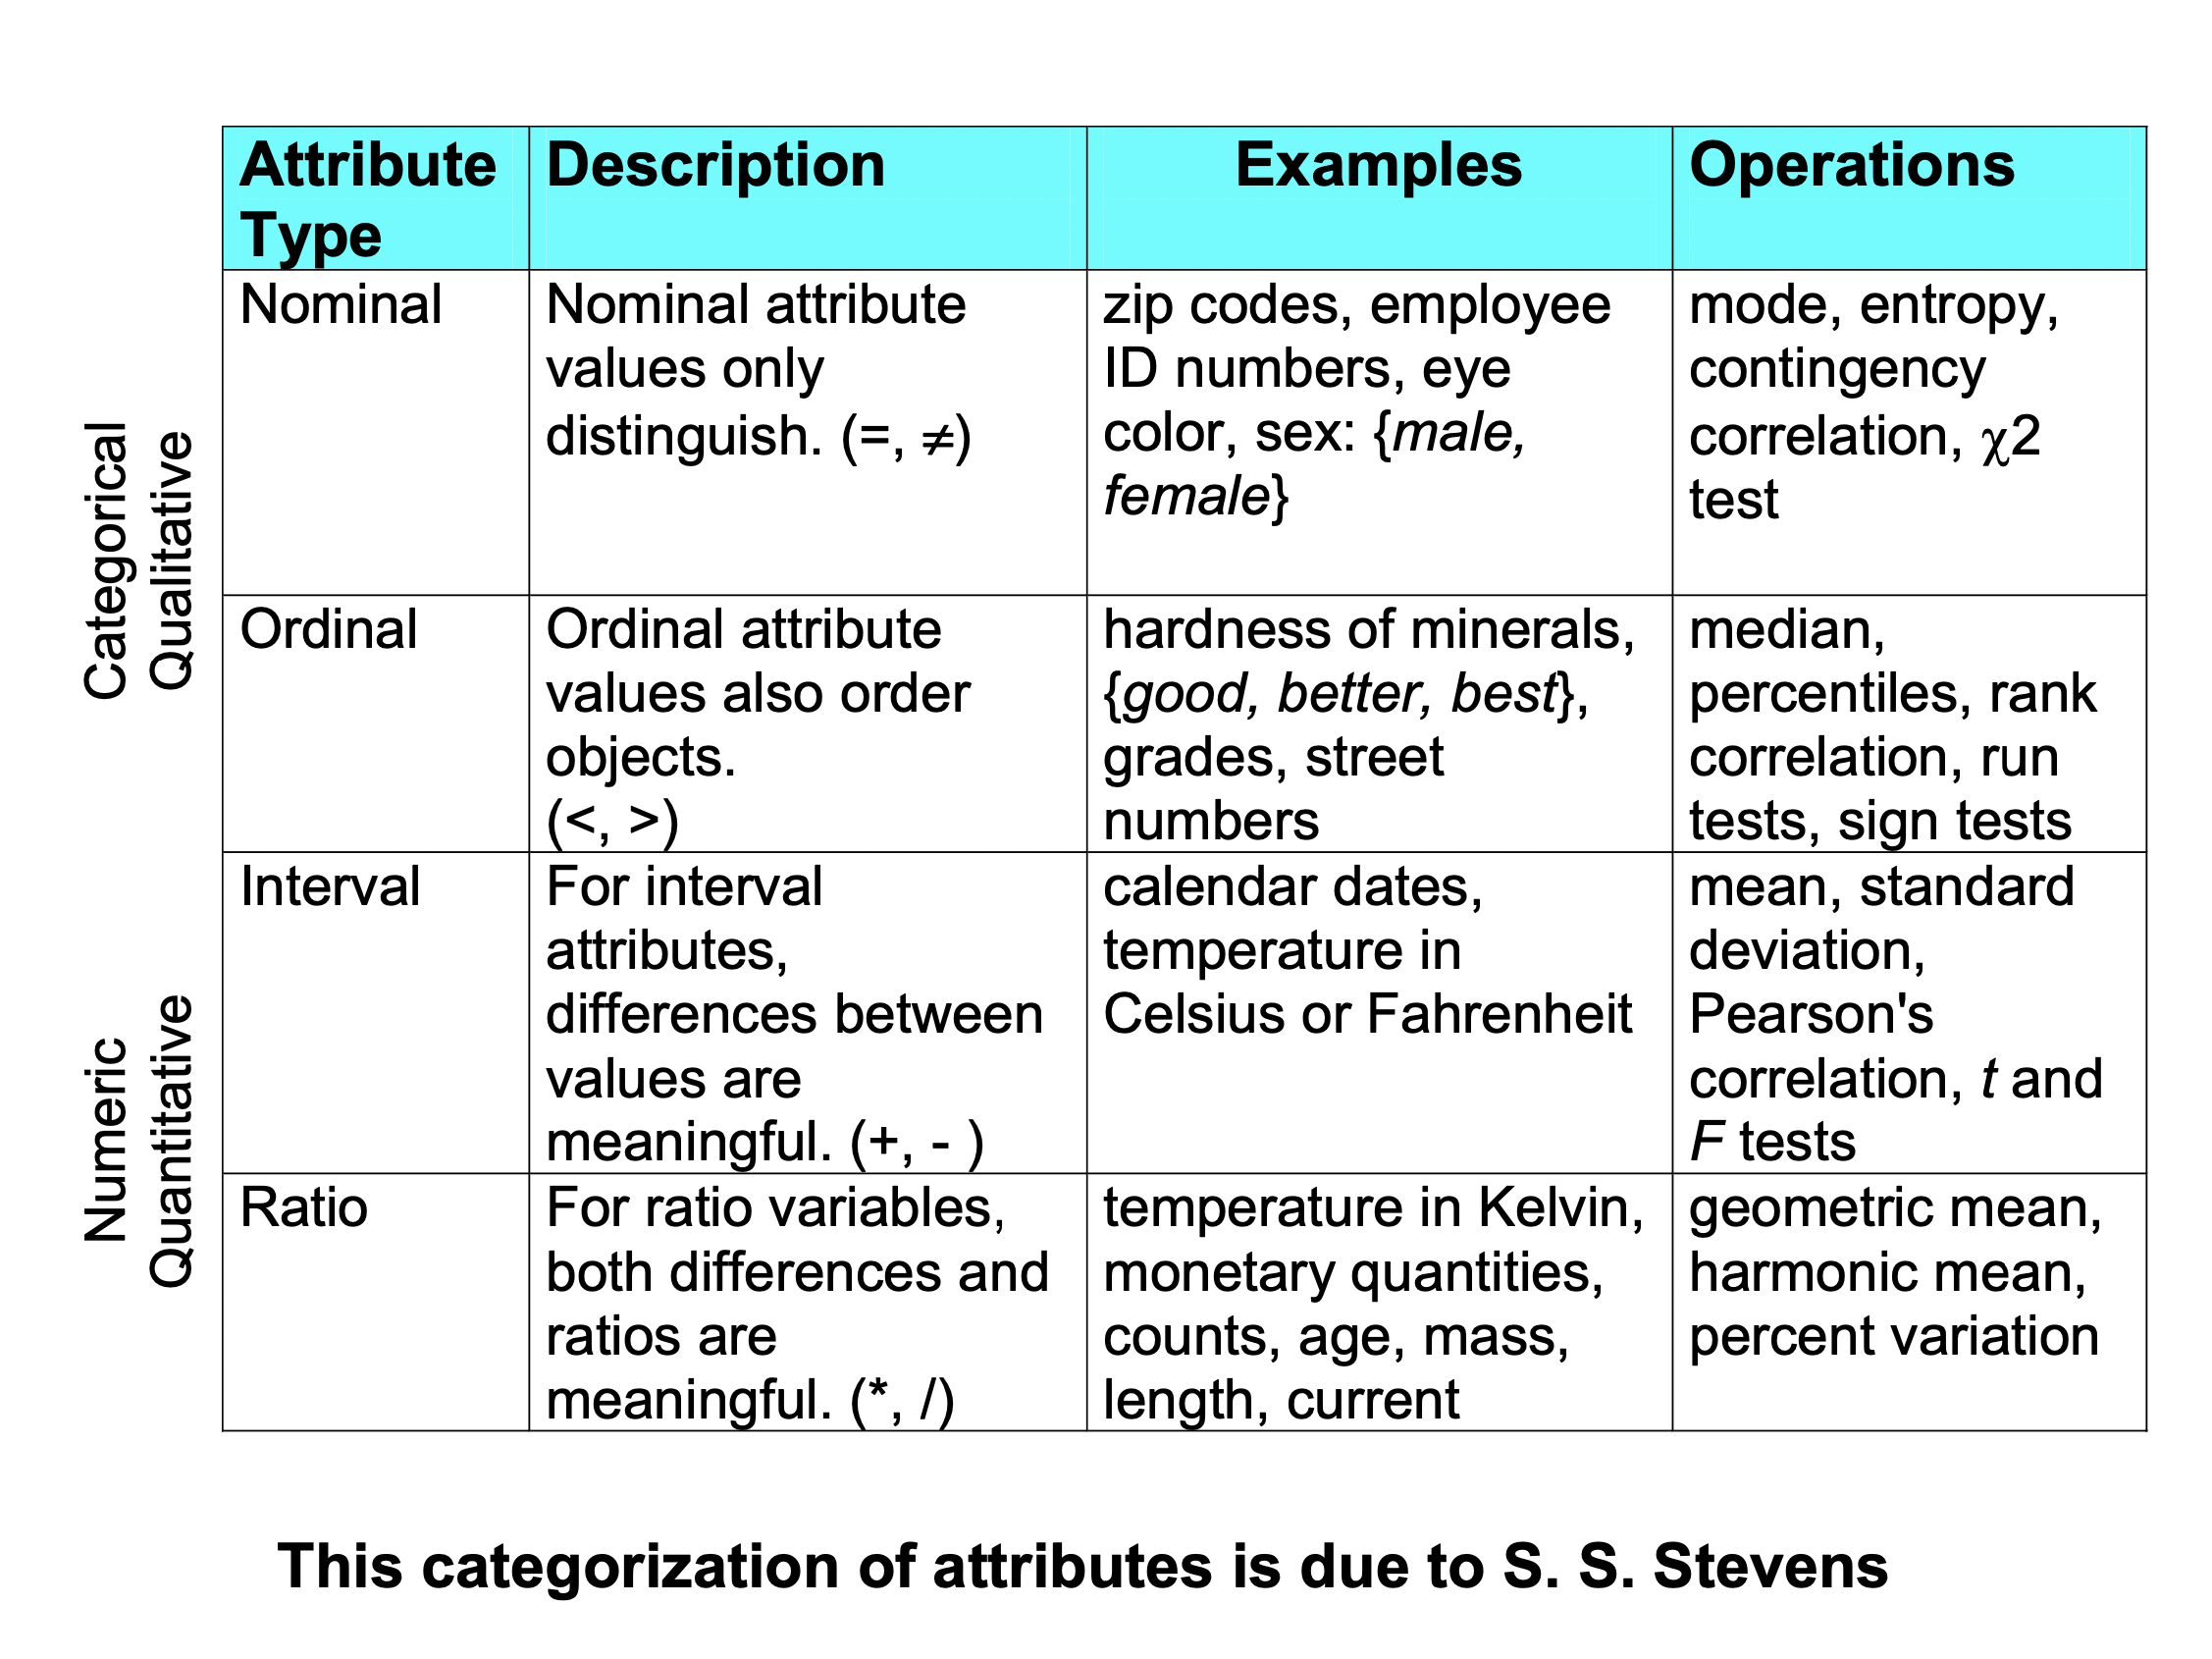 Attribute Type
Description
Examples
Operations
Categorical
Qualitative
Nominal
Nominal attribute
values only
distinguish. (=, ≠)
zip codes, employee
ID numbers, eye
color, sex: {male,
female}
mode, entropy,
contingency
correlation, χ2
test
Ordinal
Ordinal attribute
values also order
objects.
(<, >)
hardness of minerals,
{good, better, best},
grades, street
numbers
median,
percentiles, rank
correlation, run
tests, sign tests
Numeric
Quantitative
Interval
For interval
attributes,
differences between
values are
meaningful. (+, - )
calendar dates,
temperature in
Celsius or Fahrenheit
mean, standard
deviation,
Pearson's
correlation, t and
F tests
Ratio
For ratio variables,
both differences and
ratios are
meaningful. (*, /)
temperature in Kelvin,
monetary quantities,
counts, age, mass,
length, current
geometric mean,
harmonic mean,
percent variation
This categorization of attributes is due to S. S. Stevens